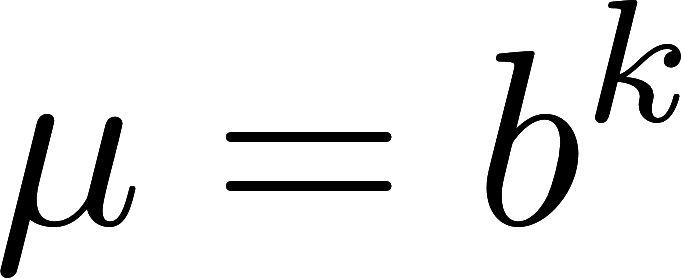 μ = b^k